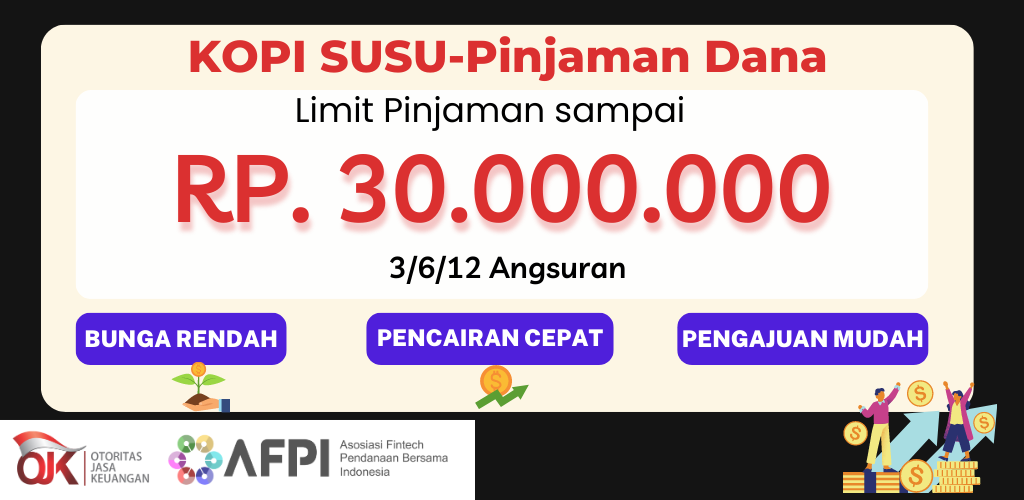 KOPI SUSU-Pinjaman Dana
Limit Pinjaman sampai
RP. 30.000.000
3/6/12 Angsuran
BUNGA RENDAH
PENCAIRAN CEPAT
PENGAJUAN MUDAH
OJK
OTORITAS
JASA
KEUANGAN
AFPI
Asosiasi Fintech
Pendanaan Bersama
Indonesia